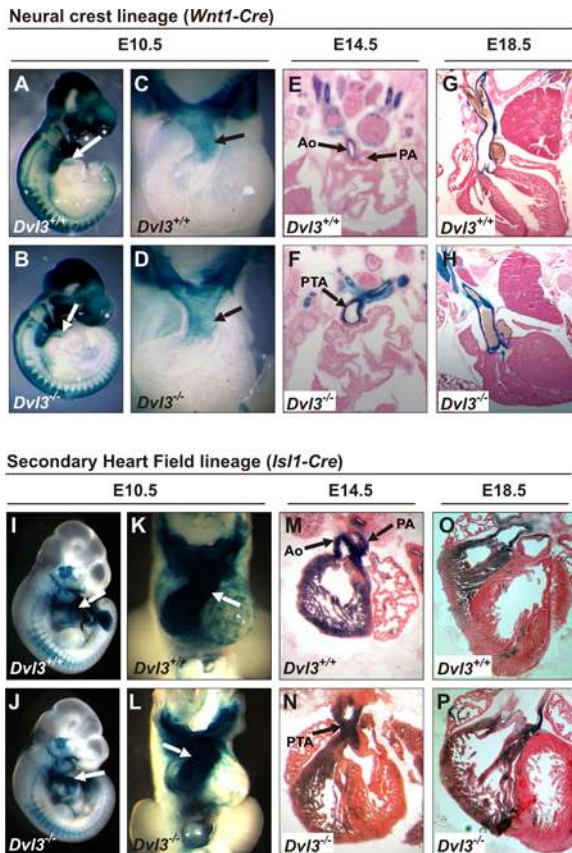 Neural crest lineage (Wnt1-Cre)
E10.5 E14.5 E18.5
A C E G
Ao PA
Dvl3+/+ Dvl3+/+ Dvl3+/+ Dvl3+/+
B D F H
PTA
Dvl3-/- Dvl3-/- Dvl3-/- Dvl3-/-
Secondary Heart Field lineage (Isl1-Cre)
E10.5 E14.5 E18.5
I K M O
Ao PA
Dvl3+/+ Dvl3+/+ Dvl3+/+ Dvl3+/+
J L N P
PTA
Dvl3-/- Dvl3-/- Dvl3-/- Dvl3-/-